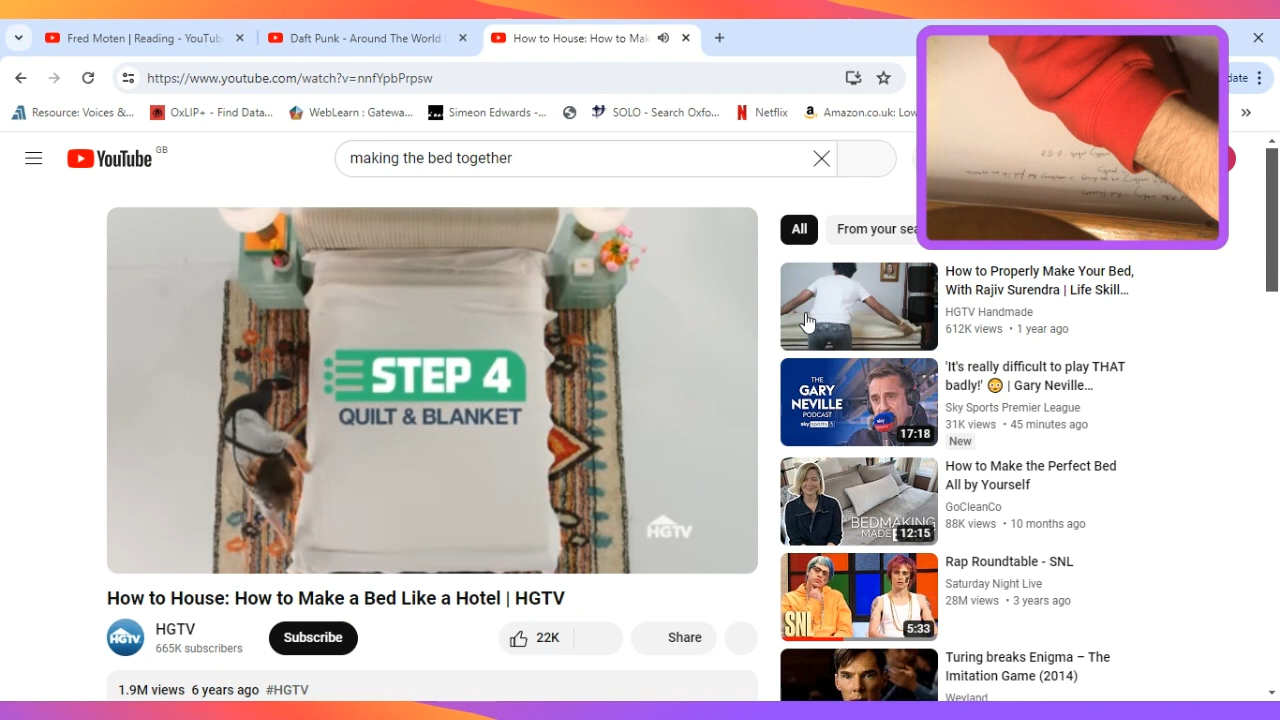 Fred Moten | Reading - YouTub
Daft Punk - Around The World
How to House: How to Mak
https://www.youtube.com/watch?v=nnfYpbPrpsw
date
Resource: Voices &...
OxLIP+ - Find Data...
WebLearn : Gatewa...
Simeon Edwards -...
SOLO - Search Oxfo...
Netflix
Amazon.co.uk: Low
YouTube GB
making the bed together
STEP 4
QUILT & BLANKET
HGTV
How to House: How to Make a Bed Like a Hotel | HGTV
HGTV
HGTV
665K subscribers
Subscribe
22K
Share
1.9M views 6 years ago #HGTV
All
From your sea
How to Properly Make Your Bed,
With Rajiv Surendra | Life Skill...
HGTV Handmade
612K views • 1 year ago
THE
GARY
NEVILLE
PODCAST
sky sports
17:18
'It's really difficult to play THAT
badly!' 😳 | Gary Neville...
Sky Sports Premier League
31K views • 45 minutes ago
New
BEDMAKING
MADE
12:15
How to Make the Perfect Bed
All by Yourself
GoCleanCo
88K views • 10 months ago
SNL
5:33
Rap Roundtable - SNL
Saturday Night Live
28M views • 3 years ago
Turing breaks Enigma – The
Imitation Game (2014)
Weyland